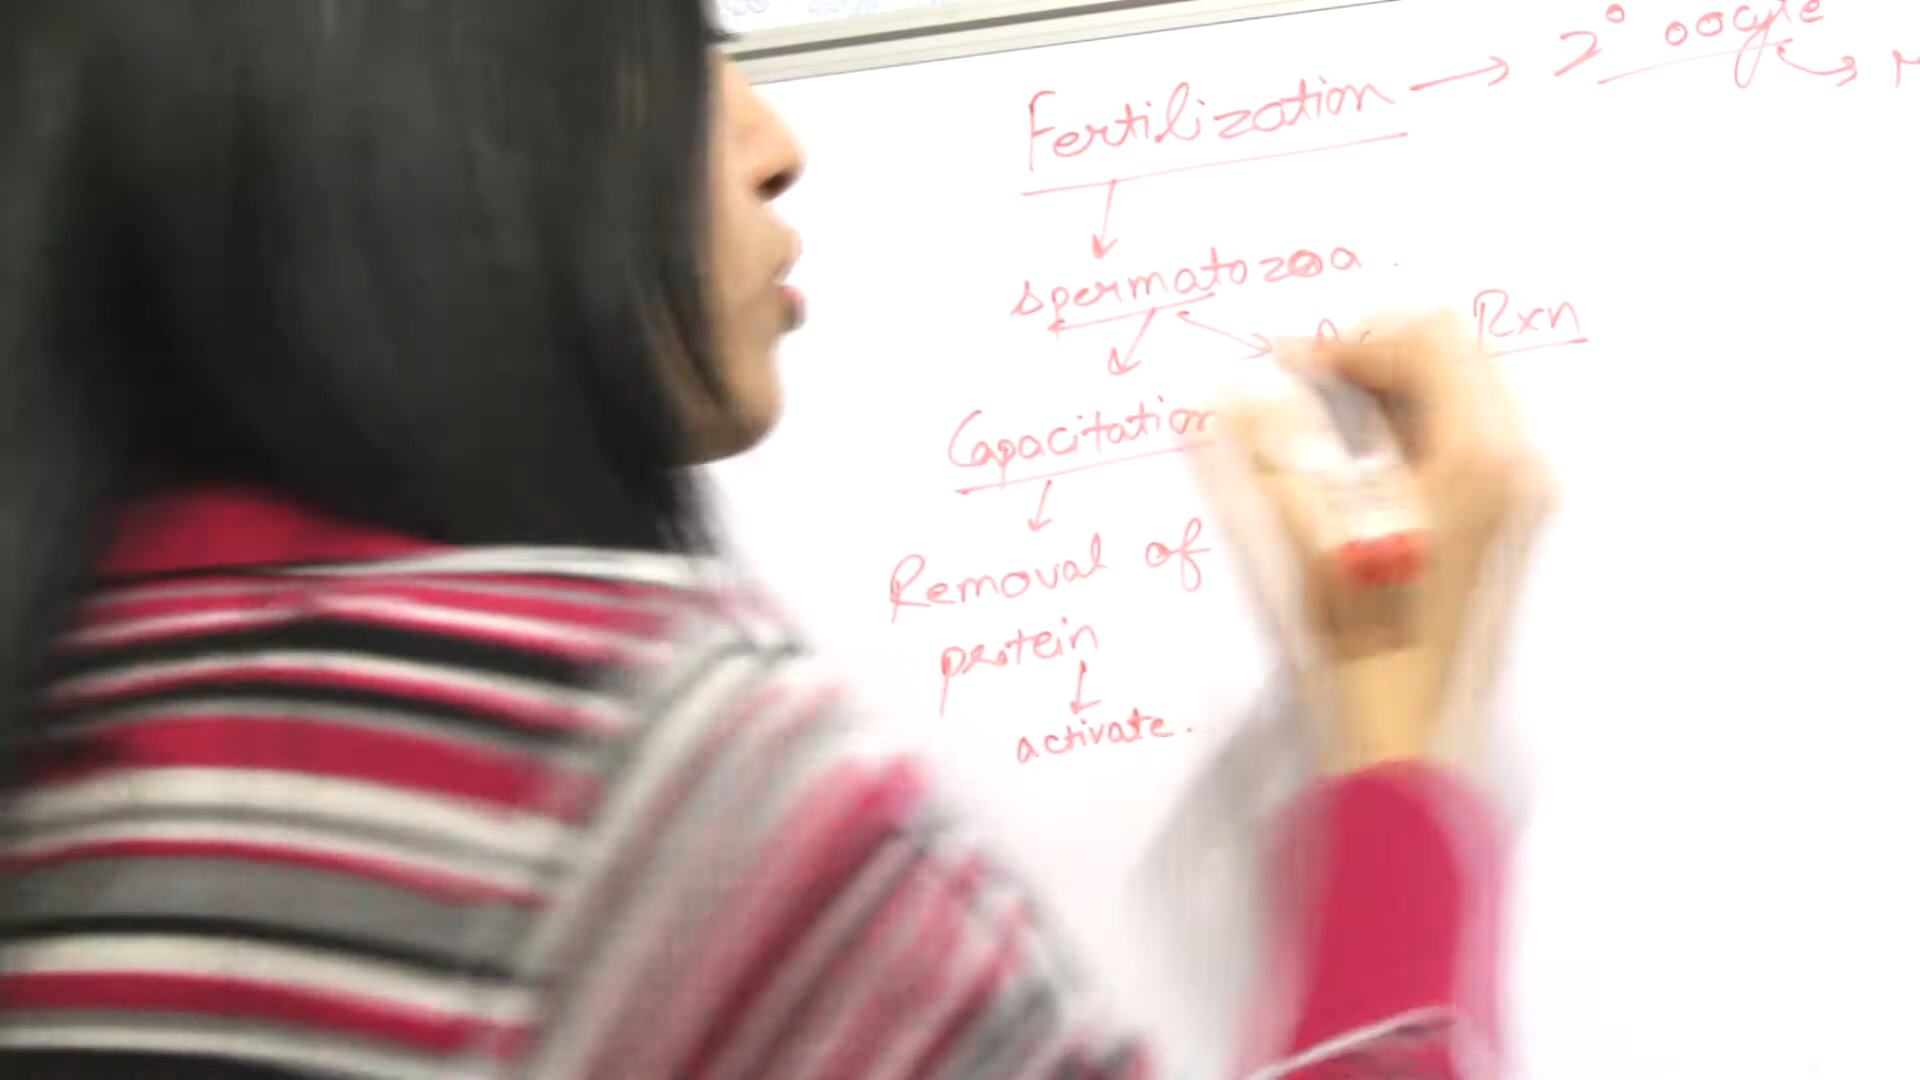 Fertilization → 2° oocyte
spermatozoa.
Rxn
Capacitation
Removal of
protein
activate.